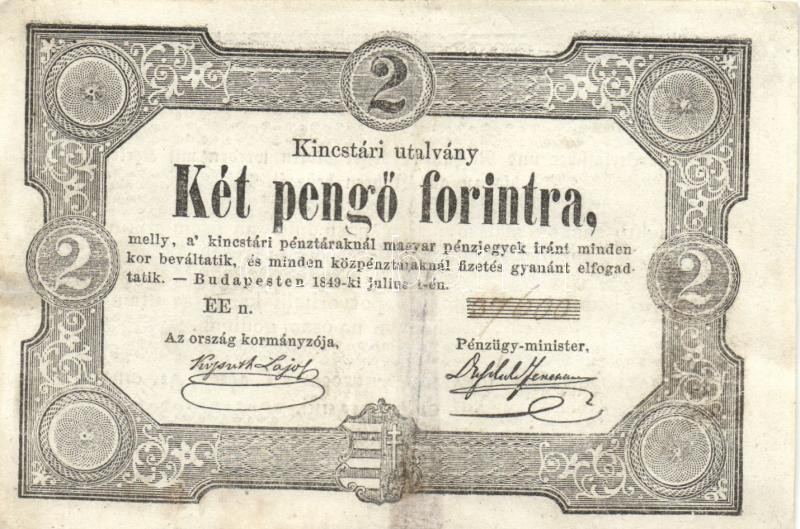 2
Kincstári utalvány
Két pengő forintra,
melly, a' kincstári pénztáraknál magyar pénzjegyek iránt minden-
kor beváltatik, és minden közpénztáraknál fizetés gyanánt elfogad-
tatik. — Budapesten 1849-ki julius 1-én.
2
2
EE n.
Az ország kormányzója,
Pénzügy-minister,
Kossuth Lajos
Duschek Ferencz